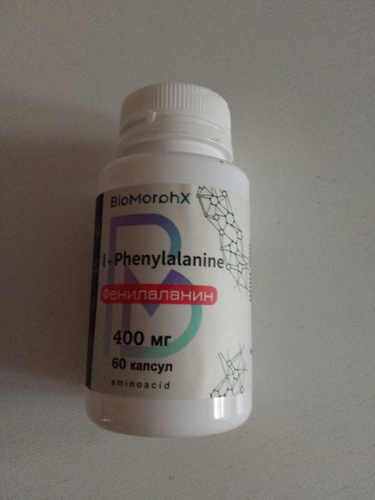 BioMorphX
l - Phenylalanine
Фенилаланин
400 мг
60 капсул
aminoacid